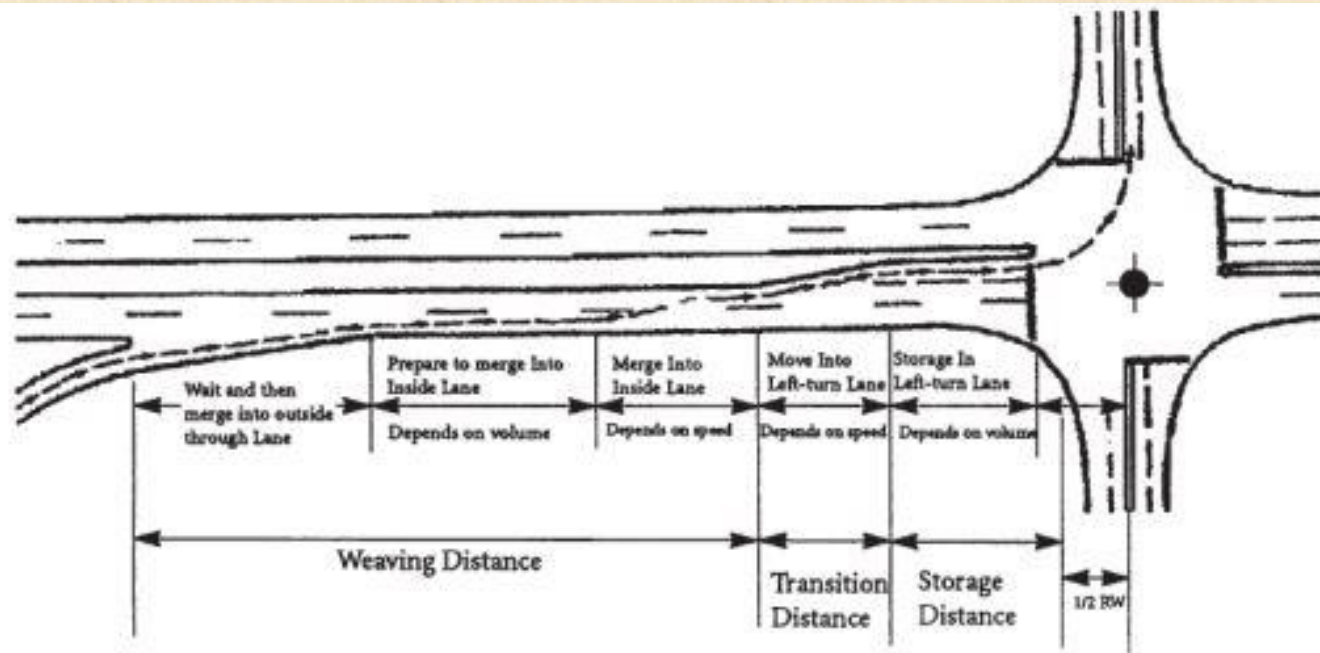 Wait and then
merge into outside
through Lane
Prepare to merge Into
Inside Lane
Depends on volume
Merge Into
Inside Lane
Depends on speed
Move Into
Left-turn Lane
Depends on speed
Storage In
Left-turn Lane
Depends on volume
Weaving Distance
Transition
Distance
Storage
Distance
1/2 RW